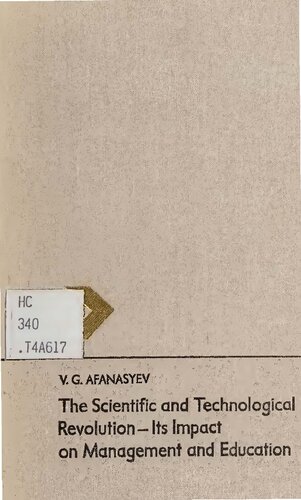 HC
340
.T4A617
V. G. AFANASYEV
The Scientific and Technological
Revolution—Its Impact
on Management and Education